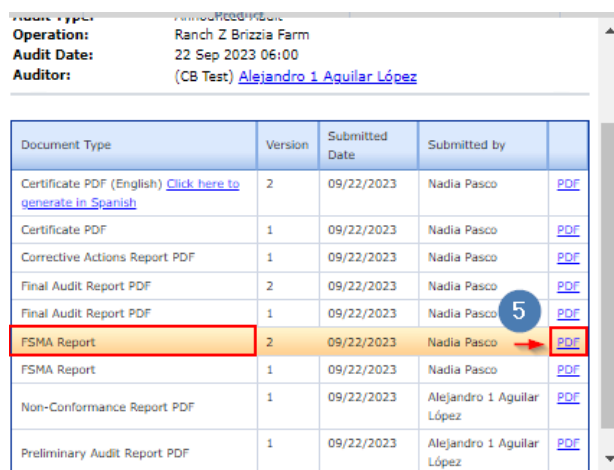 Audit Type: Announced Audit
Product
Operation: Ranch Z Brizzia Farm
Audit Date: 22 Sep 2023 06:00
Auditor: (CB Test) Alejandro 1 Aguilar López
Document Type Version Submitted Date Submitted by
Certificate PDF (English) Click here to generate in Spanish 2 09/22/2023 Nadia Pasco PDF
Certificate PDF 1 09/22/2023 Nadia Pasco PDF
Corrective Actions Report PDF 1 09/22/2023 Nadia Pasco PDF
Final Audit Report PDF 2 09/22/2023 Nadia Pasco PDF
Final Audit Report PDF 1 09/22/2023 Nadia Pasco PDF
5
FSMA Report 2 09/22/2023 Nadia Pasco PDF
FSMA Report 1 09/22/2023 Nadia Pasco PDF
Non-Conformance Report PDF 1 09/22/2023 Alejandro 1 Aguilar López PDF
Preliminary Audit Report PDF 1 09/22/2023 Alejandro 1 Aguilar López PDF